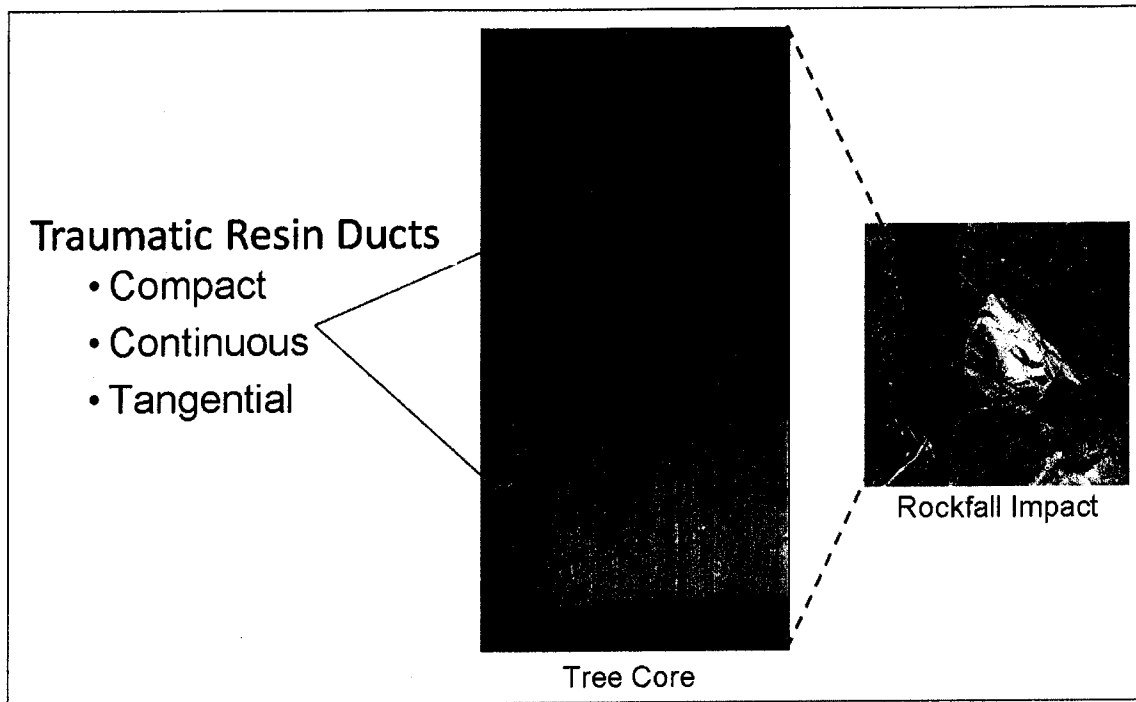 Traumatic Resin Ducts
• Compact
• Continuous
• Tangential
Rockfall Impact
Tree Core